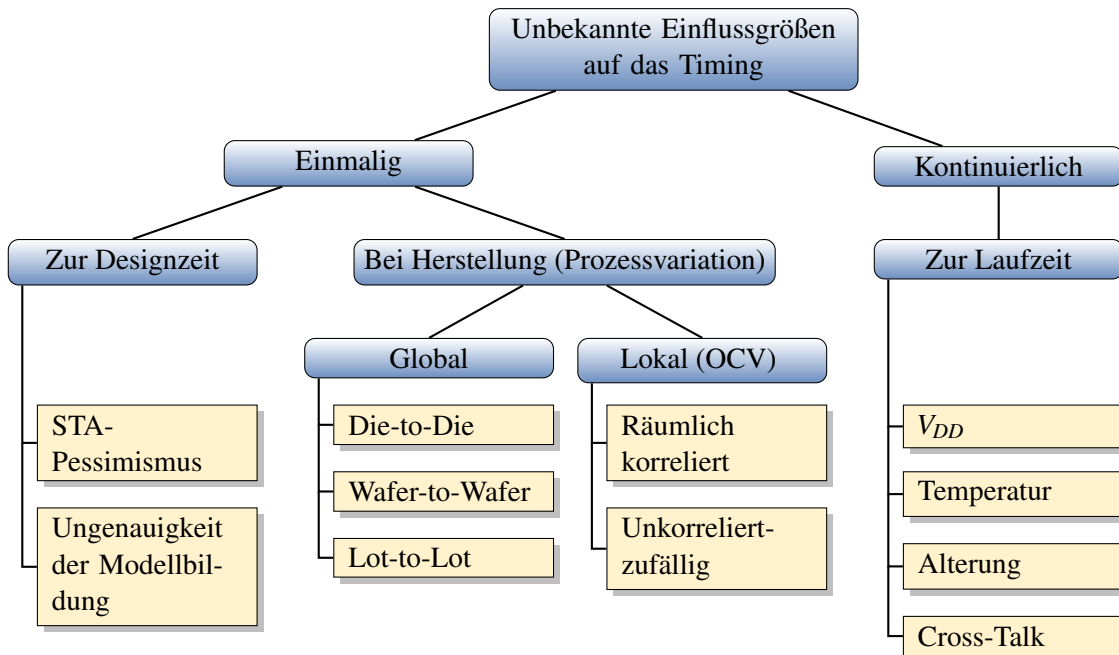 Unbekannte Einflussgrößen
auf das Timing
Einmalig
Kontinuierlich
Zur Designzeit
Bei Herstellung (Prozessvariation)
Zur Laufzeit
Global
Lokal (OCV)
STA-
Pessimismus
Ungenauigkeit
der Modellbil-
dung
Die-to-Die
Wafer-to-Wafer
Lot-to-Lot
Räumlich
korreliert
Unkorreliert-
zufällig
V_{DD}
Temperatur
Alterung
Cross-Talk